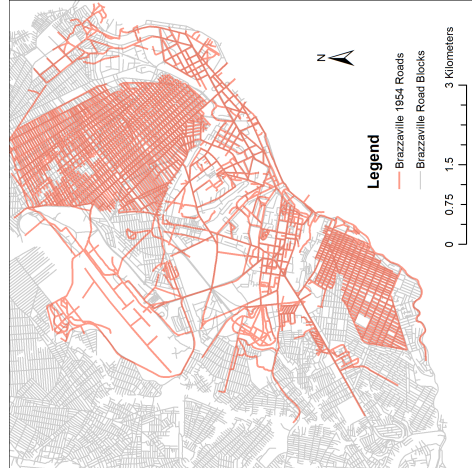 N
Legend
Brazzaville 1954 Roads
Brazzaville Road Blocks
0 0.75 1.5 3 Kilometers